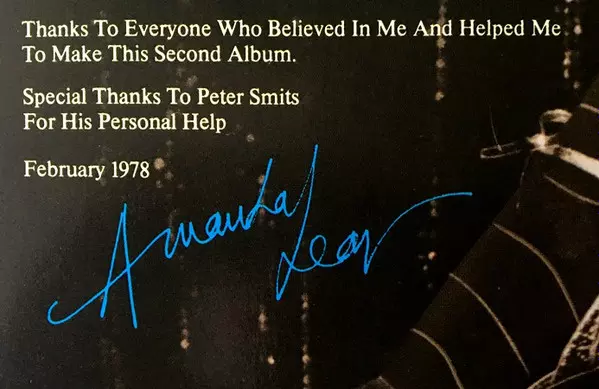 Thanks To Everyone Who Believed In Me And Helped Me
To Make This Second Album.
Special Thanks To Peter Smits
For His Personal Help
February 1978
Amanda Lear